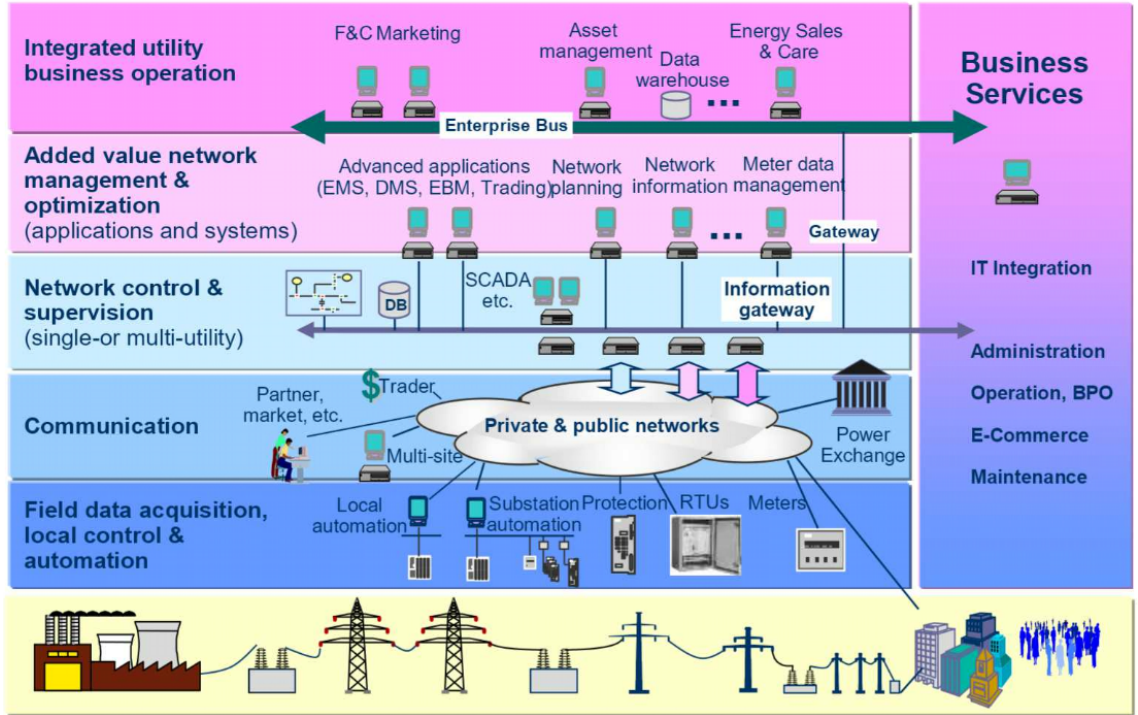 Integrated utility
business operation
F&C Marketing
Asset
management
Data
warehouse
Energy Sales
& Care
...
Enterprise Bus
Added value network
management &
optimization
(applications and systems)
Advanced applications
(EMS, DMS, EBM, Trading)
Network
planning
Network
information
Meter data
management
...
Gateway
Network control &
supervision
(single-or multi-utility)
DB
SCADA
etc.
Information
gateway
Communication
Partner,
market, etc.
$Trader
Multi-site
Private & public networks
Power
Exchange
Field data acquisition,
local control &
automation
Local
automation
Substation
automation
Protection
RTUs
Meters
Business
Services
IT Integration
Administration
Operation, BPO
E-Commerce
Maintenance